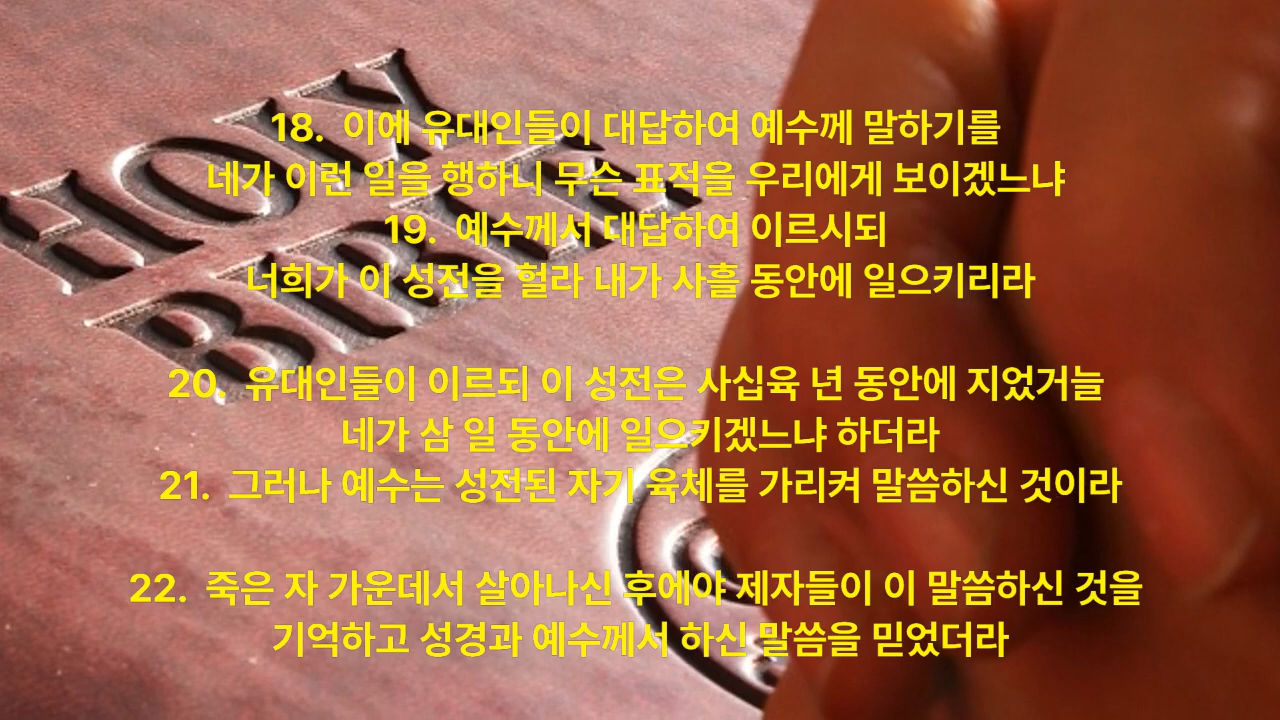 HOLY
BIBLE
18. 이에 유대인들이 대답하여 예수께 말하기를
네가 이런 일을 행하니 무슨 표적을 우리에게 보이겠느냐
19. 예수께서 대답하여 이르시되
너희가 이 성전을 헐라 내가 사흘 동안에 일으키리라
20. 유대인들이 이르되 이 성전은 사십육 년 동안에 지었거늘
네가 삼 일 동안에 일으키겠느냐 하더라
21. 그러나 예수는 성전된 자기 육체를 가리켜 말씀하신 것이라
22. 죽은 자 가운데서 살아나신 후에야 제자들이 이 말씀하신 것을
기억하고 성경과 예수께서 하신 말씀을 믿었더라